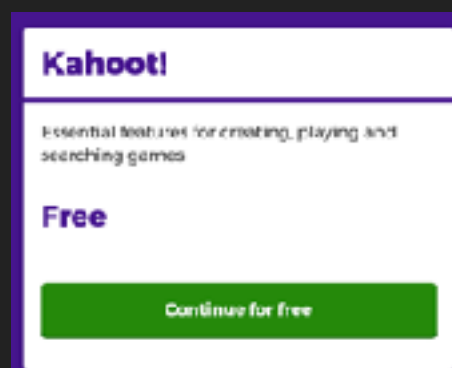 Kahoot!
Essential features for creating, playing and
searching games
Free
Continue for free